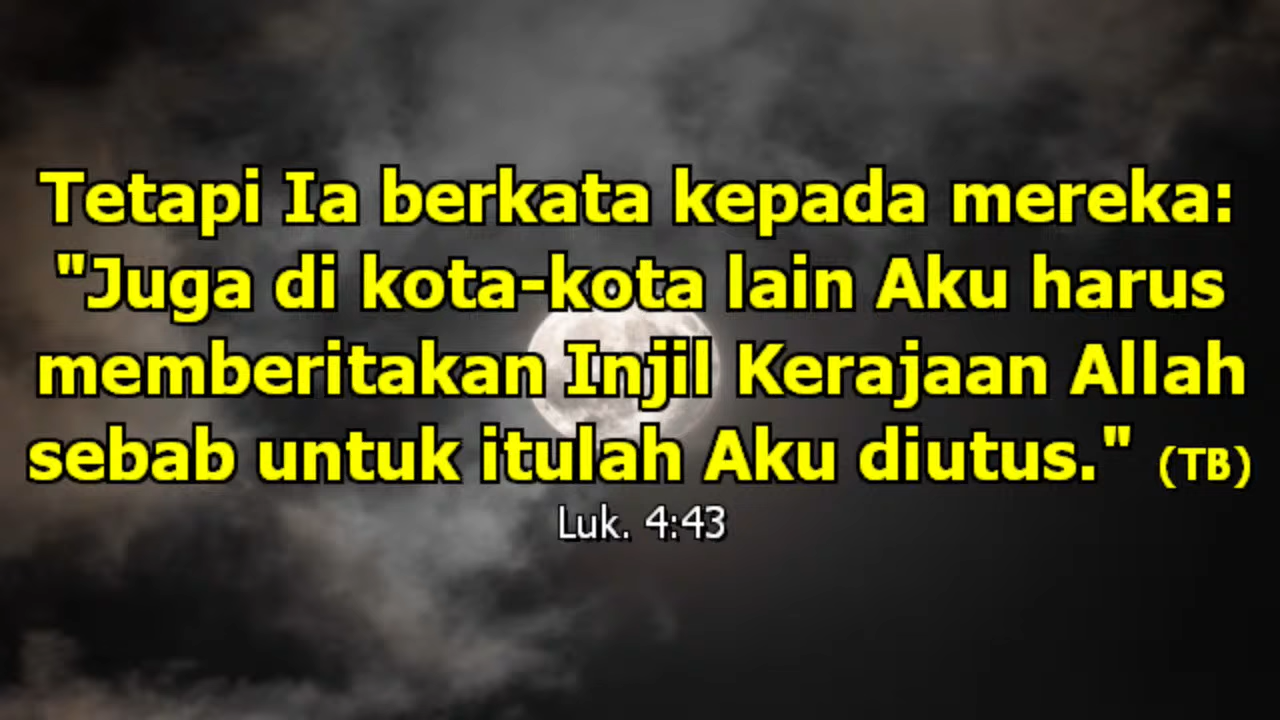 Tetapi Ia berkata kepada mereka:
"Juga di kota-kota lain Aku harus
memberitakan Injil Kerajaan Allah
sebab untuk itulah Aku diutus." (TB)
Luk. 4:43